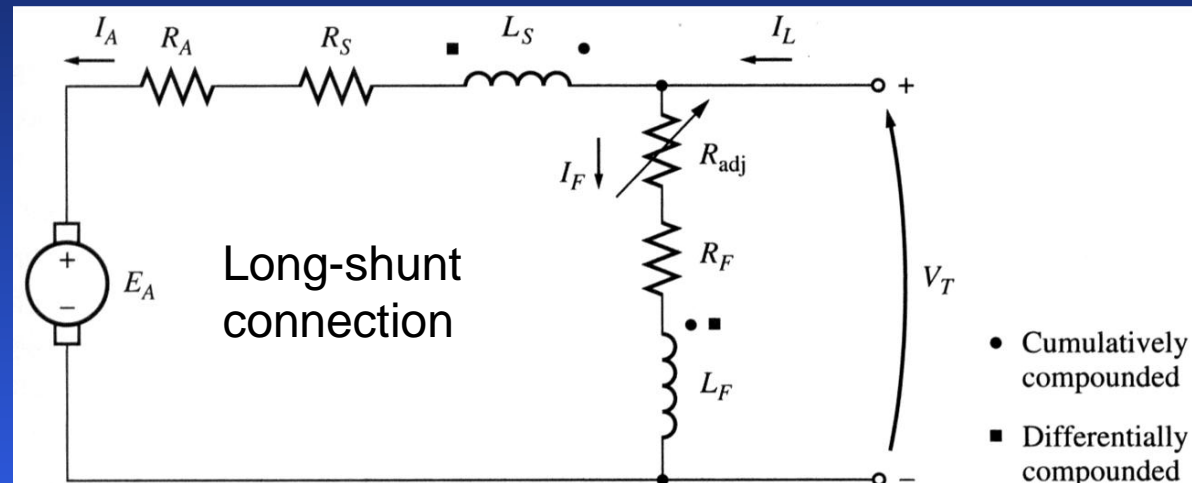 I_A R_A R_S L_S I_L
+
I_F R_adj
R_F
+
E_A
−
Long-shunt
connection
V_T
L_F
• Cumulatively
compounded
■ Differentially
compounded
−